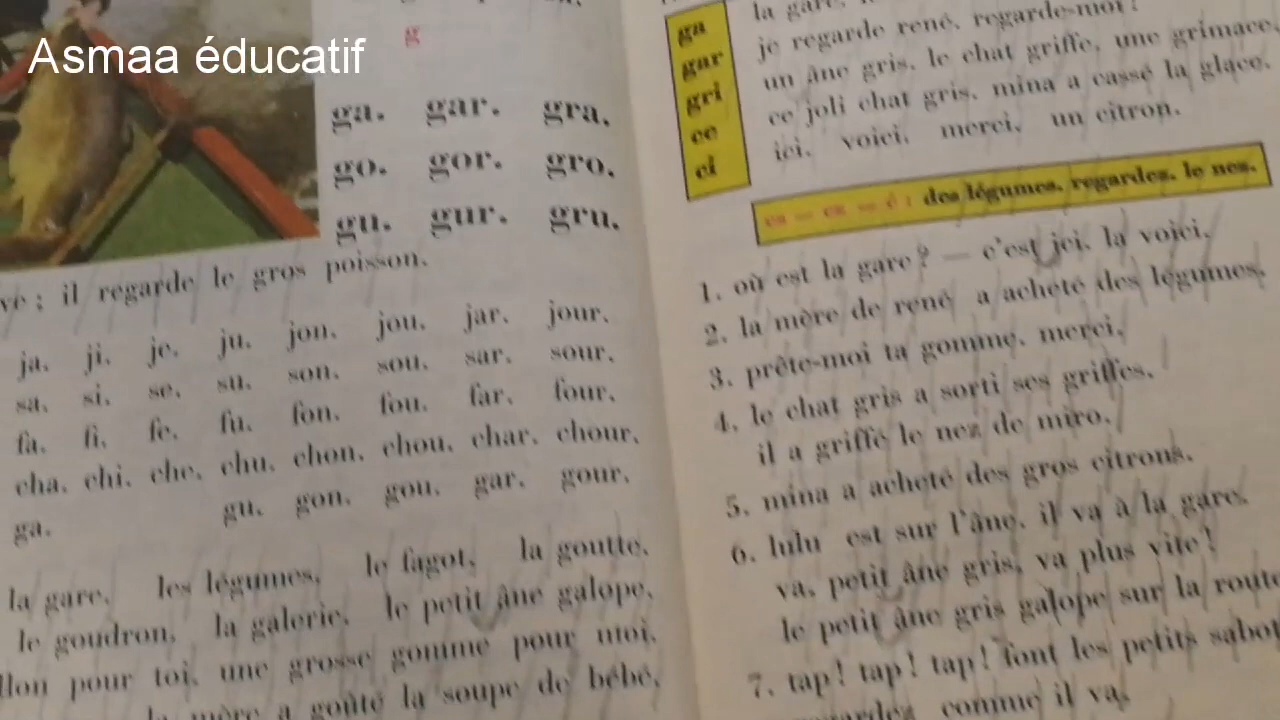 Asmaa éducatif
g
ga. gar. gra.
go. gor. gro.
gu. gur. gru.
: il regarde le gros poisson.
ja. ji. je. ju. jon. jou. jar. jour.
sa. si. se. su. son. sou. sar. sour.
fa. fi. fe. fu. fon. fou. far. four.
cha. chi. che. chu. chon. chou. char. chour.
ga. gu. gon. gou. gar. gour.
la gare. les légumes. le fagot. la goutte.
le goudron. la galerie. le petit âne galope.
pour toi. une grosse gomme pour moi.
la mère a goûté la soupe de bébé.
ga
gar
gri
ce
ci
la gare.
je regarde rené. regarde-moi !
un âne gris. le chat griffe. une grimace.
ce joli chat gris. mina a cassé la glace.
ici. voici. merci. un citron.
es – ez = é : des légumes. regardez. le nez.
1. où est la gare ? — c'est ici. la voici.
2. la mère de rené a acheté des légumes.
3. prête-moi ta gomme. merci.
4. le chat gris a sorti ses griffes.
il a griffé le nez de miro.
5. mina a acheté des gros citrons.
6. lulu est sur l'âne. il va à la gare.
va, petit âne gris, va plus vite !
le petit âne gris galope sur la route
7. tap ! tap ! tap ! font les petits
comme il va.